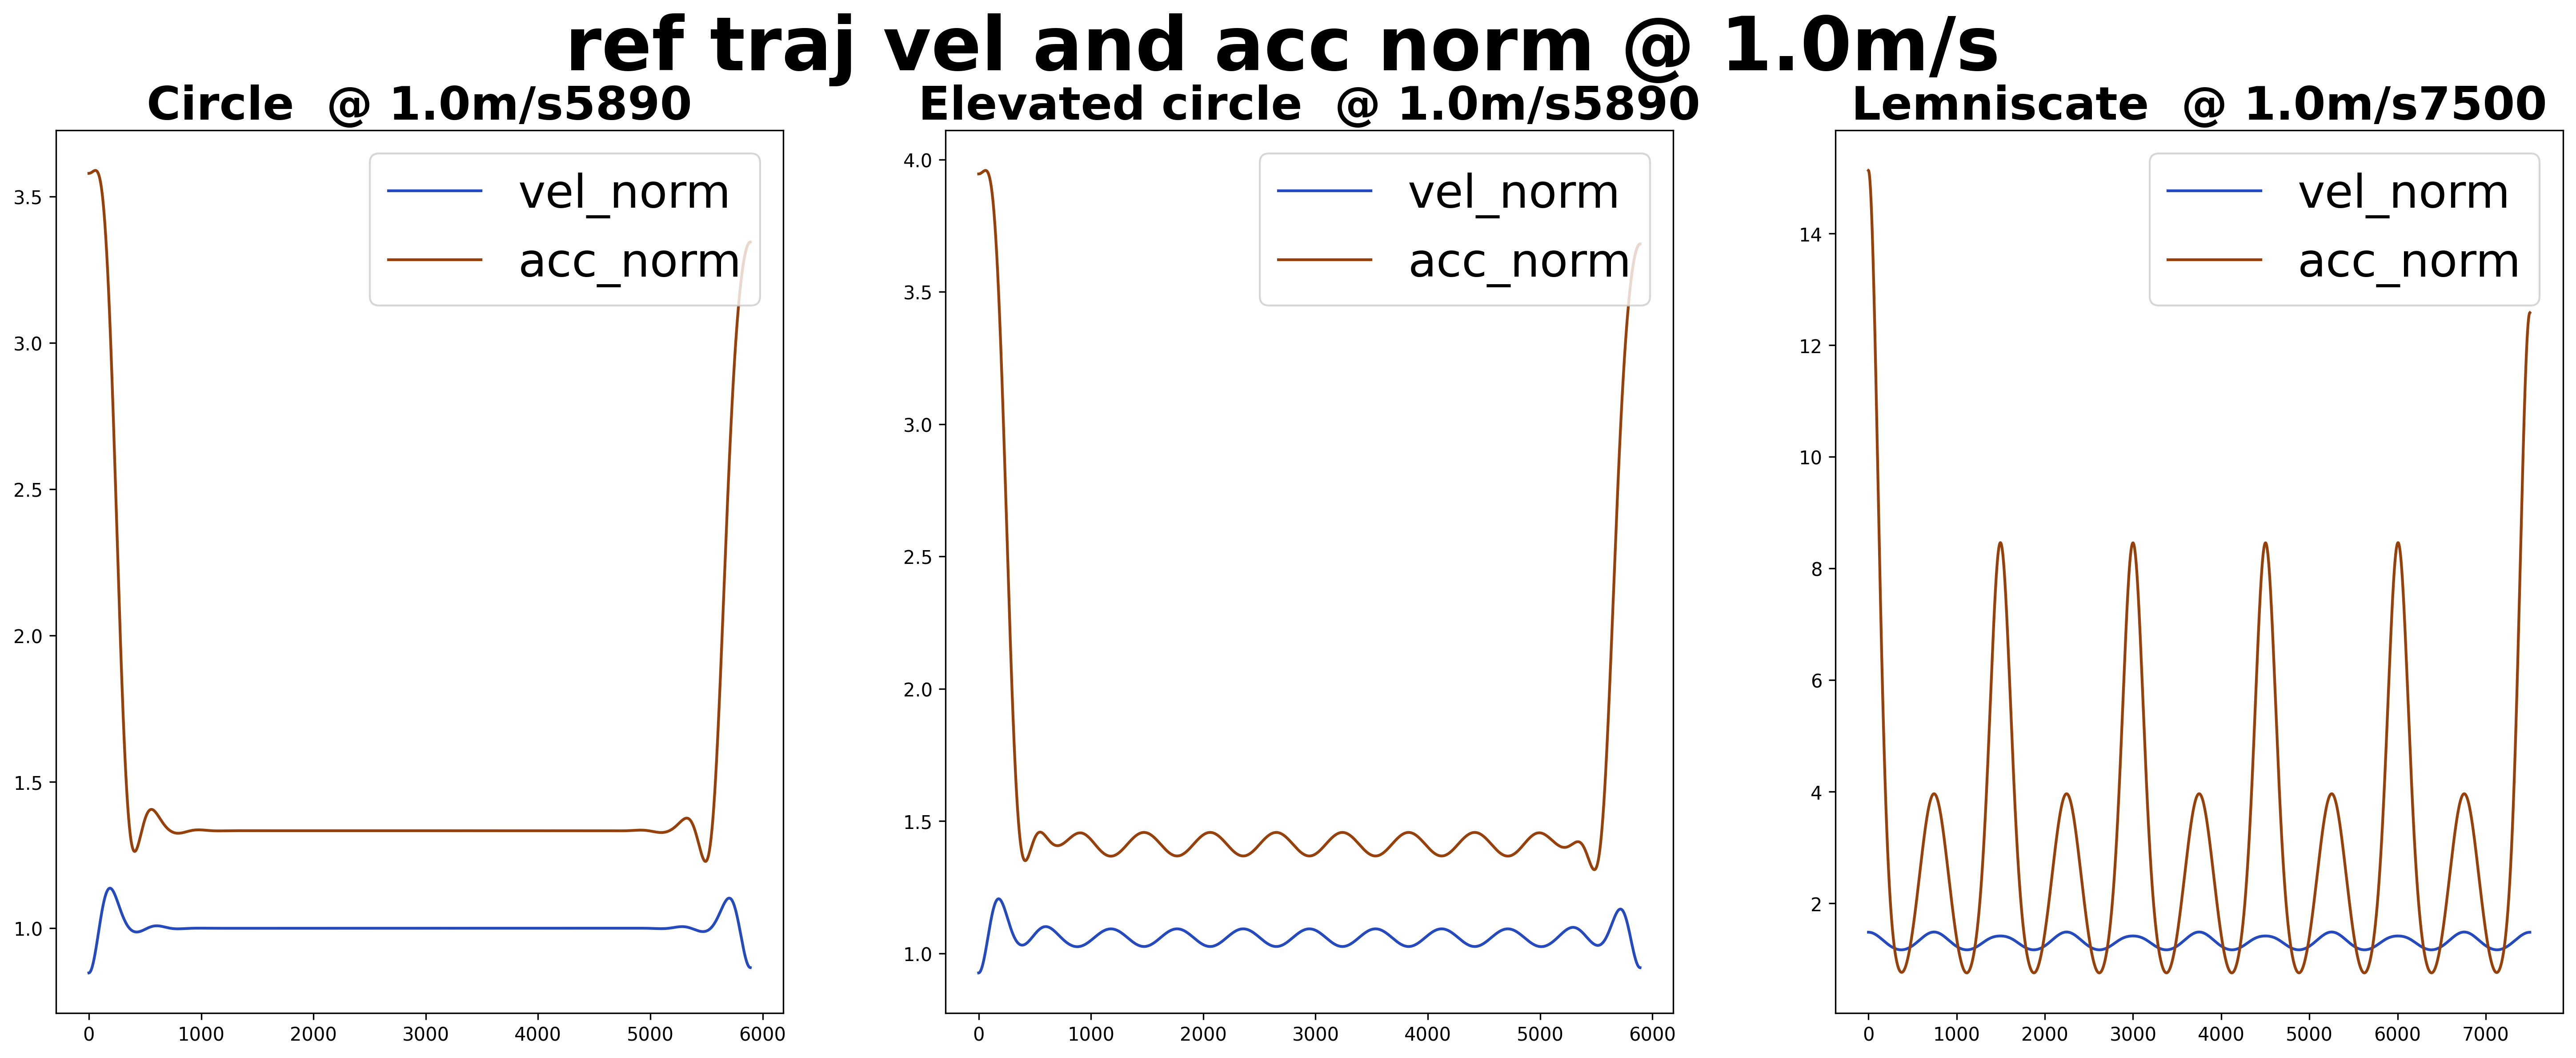 ref traj vel and acc norm @ 1.0m/s
Circle  @ 1.0m/s5890
vel_norm
acc_norm
3.5
3.0
2.5
2.0
1.5
1.0
0 1000 2000 3000 4000 5000 6000
Elevated circle  @ 1.0m/s5890
vel_norm
acc_norm
4.0
3.5
3.0
2.5
2.0
1.5
1.0
0 1000 2000 3000 4000 5000 6000
Lemniscate  @ 1.0m/s7500
vel_norm
acc_norm
14
12
10
8
6
4
2
0 1000 2000 3000 4000 5000 6000 7000